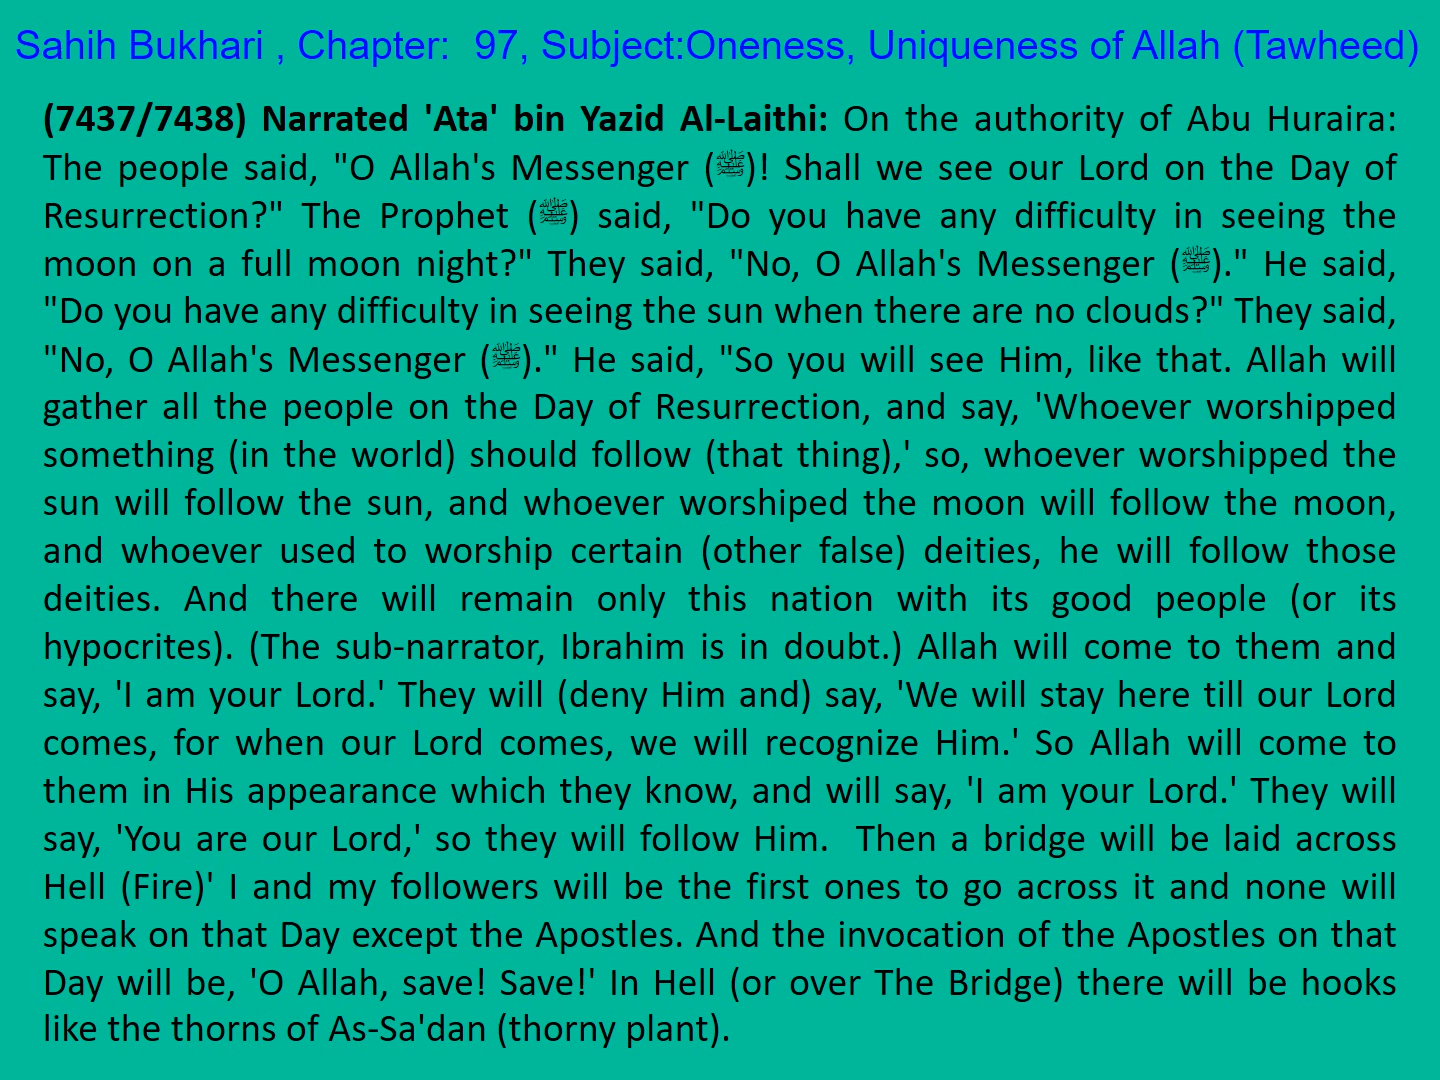 Sahih Bukhari , Chapter:  97, Subject:Oneness, Uniqueness of Allah (Tawheed)
(7437/7438) Narrated 'Ata' bin Yazid Al-Laithi: On the authority of Abu Huraira:
The people said, "O Allah's Messenger (ﷺ)! Shall we see our Lord on the Day of
Resurrection?" The Prophet (ﷺ) said, "Do you have any difficulty in seeing the
moon on a full moon night?" They said, "No, O Allah's Messenger (ﷺ)." He said,
"Do you have any difficulty in seeing the sun when there are no clouds?" They said,
"No, O Allah's Messenger (ﷺ)." He said, "So you will see Him, like that. Allah will
gather all the people on the Day of Resurrection, and say, 'Whoever worshipped
something (in the world) should follow (that thing),' so, whoever worshipped the
sun will follow the sun, and whoever worshiped the moon will follow the moon,
and whoever used to worship certain (other false) deities, he will follow those
deities. And there will remain only this nation with its good people (or its
hypocrites). (The sub-narrator, Ibrahim is in doubt.) Allah will come to them and
say, 'I am your Lord.' They will (deny Him and) say, 'We will stay here till our Lord
comes, for when our Lord comes, we will recognize Him.' So Allah will come to
them in His appearance which they know, and will say, 'I am your Lord.' They will
say, 'You are our Lord,' so they will follow Him.  Then a bridge will be laid across
Hell (Fire)' I and my followers will be the first ones to go across it and none will
speak on that Day except the Apostles. And the invocation of the Apostles on that
Day will be, 'O Allah, save! Save!' In Hell (or over The Bridge) there will be hooks
like the thorns of As-Sa'dan (thorny plant).